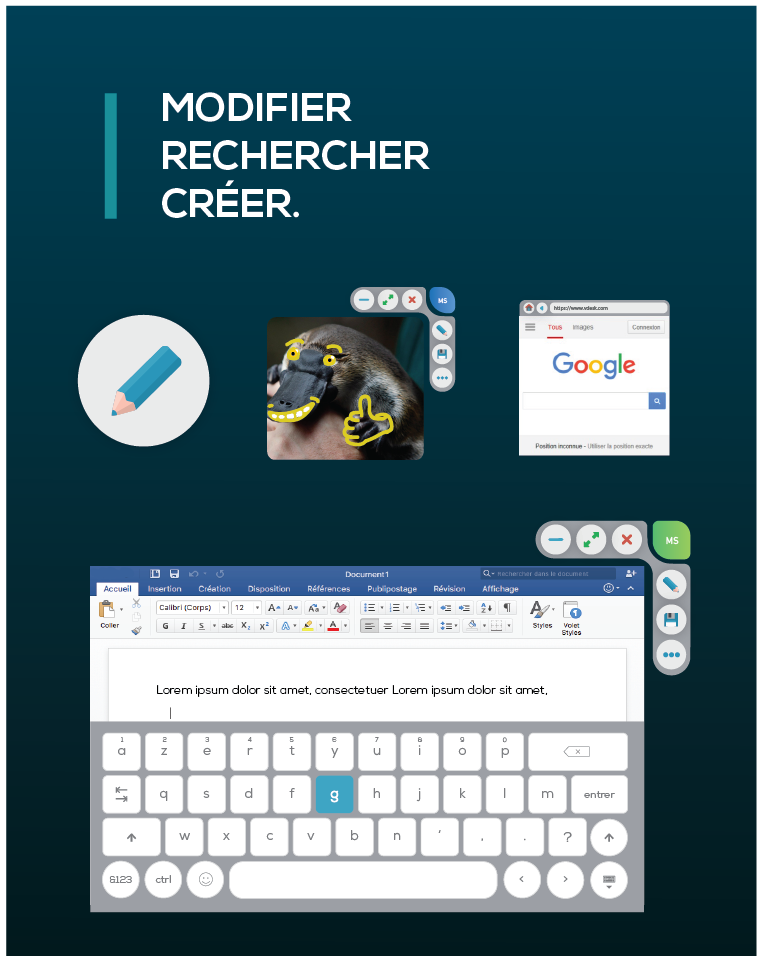 MODIFIER
RECHERCHER
CRÉER.
MS
https://www.vdesk.com
Tous Images Connexion
Google
Position inconnue - Utiliser la position exacte
MS
Document1
Rechercher dans le document
Accueil Insertion Création Disposition Références Publipostage Révision Affichage
Calibri (Corps) 12 A A Aa A
Coller G I S abc X₂ X² A A Styles Volet
Styles
Lorem ipsum dolor sit amet, consectetuer Lorem ipsum dolor sit amet,
1 2 3 4 5 6 7 8 9 0
a z e r t y u i o p
q s d f g h j k l m entrer
w x c v b n ' , . ?
&123 ctrl < >